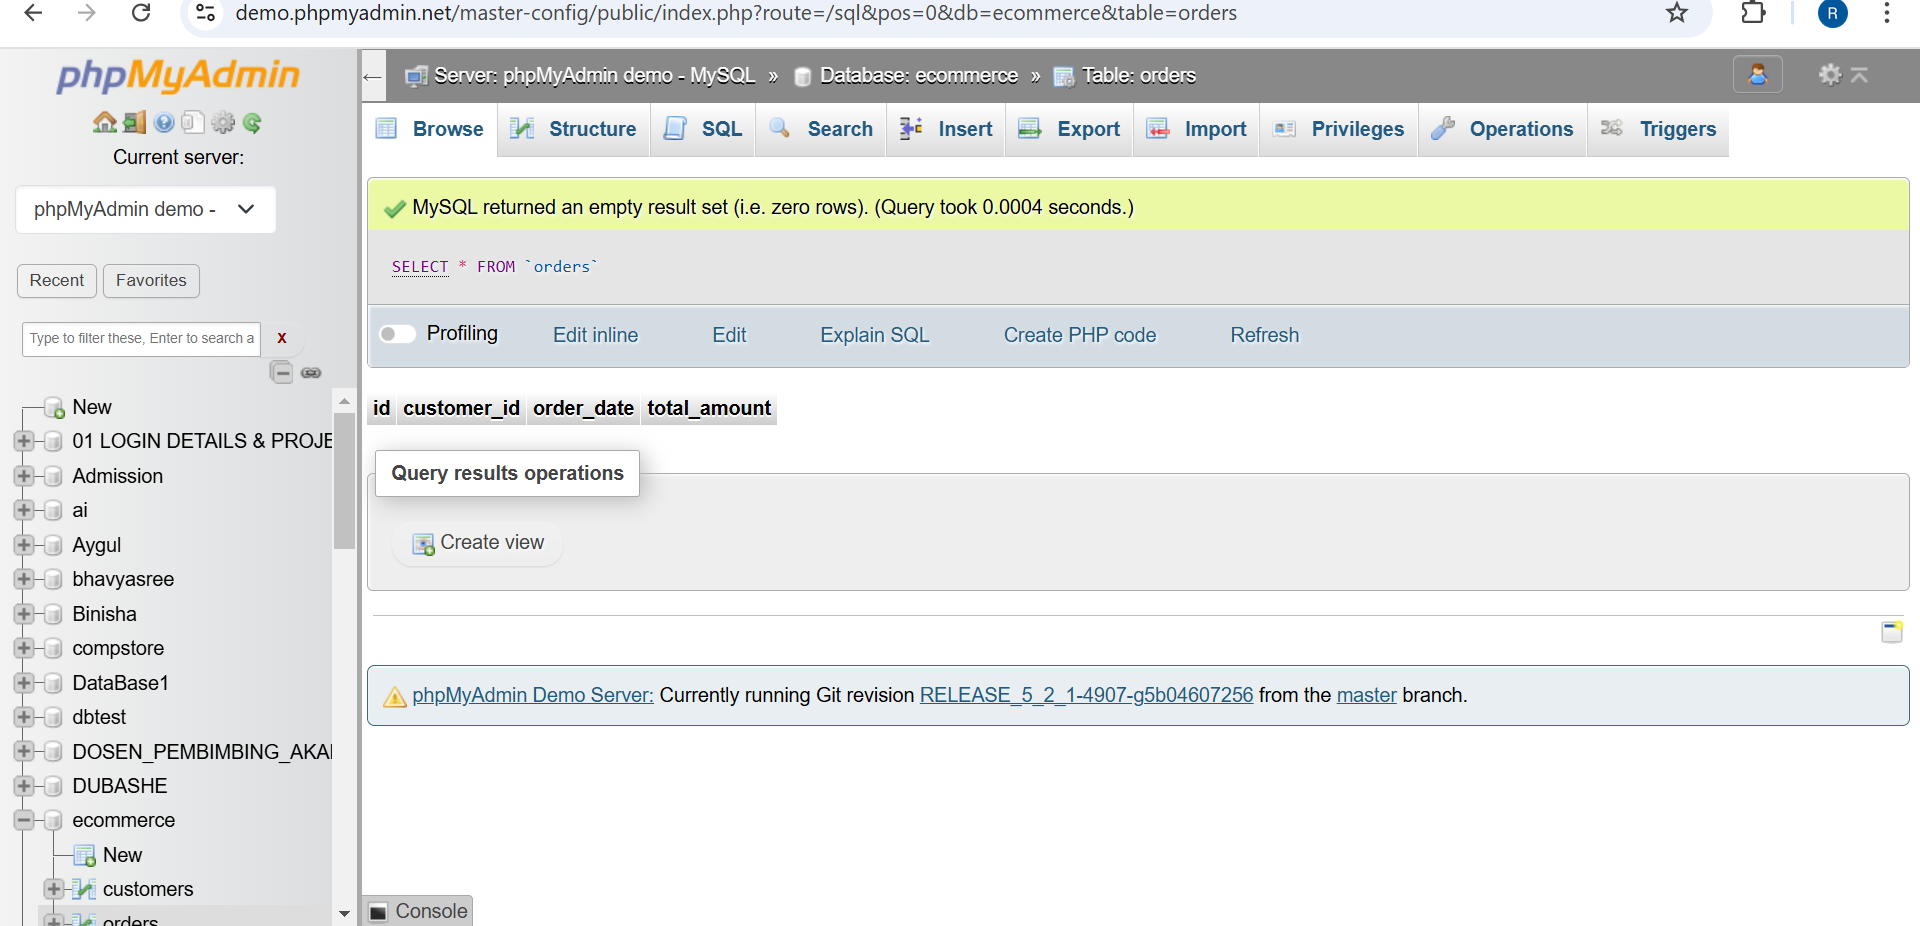 demo.phpmyadmin.net/master-config/public/index.php?route=/sql&pos=0&db=ecommerce&table=orders
R
phpMyAdmin
Current server:
phpMyAdmin demo -
Recent
Favorites
Type to filter these, Enter to search a
X
New
01 LOGIN DETAILS & PROJE
Admission
ai
Aygul
bhavyasree
Binisha
compstore
DataBase1
dbtest
DOSEN_PEMBIMBING_AKA
DUBASHE
ecommerce
New
customers
orders
Server: phpMyAdmin demo - MySQL » Database: ecommerce » Table: orders
Browse Structure SQL Search Insert Export Import Privileges Operations Triggers
MySQL returned an empty result set (i.e. zero rows). (Query took 0.0004 seconds.)
SELECT * FROM `orders`
Profiling Edit inline Edit Explain SQL Create PHP code Refresh
id customer_id order_date total_amount
Query results operations
Create view
phpMyAdmin Demo Server: Currently running Git revision RELEASE_5_2_1-4907-g5b04607256 from the master branch.
Console